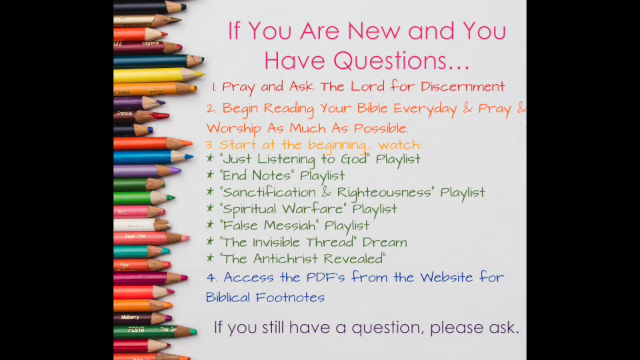 If You Are New and You
Have Questions...
1. Pray and Ask The Lord for Discernment
2. Begin Reading Your Bible Everyday & Pray &
Worship As Much As Possible.
3. Start at the beginning... watch:
* "Just Listening to God" Playlist
* "End Notes" Playlist
* "Sanctification & Righteousness" Playlist
* "Spiritual Warfare" Playlist
* "False Messiah" Playlist
* "The Invisible Thread" Dream
* "The Antichrist Revealed"
4. Access the PDF's from the Website for
Biblical Footnotes
If you still have a question, please ask.